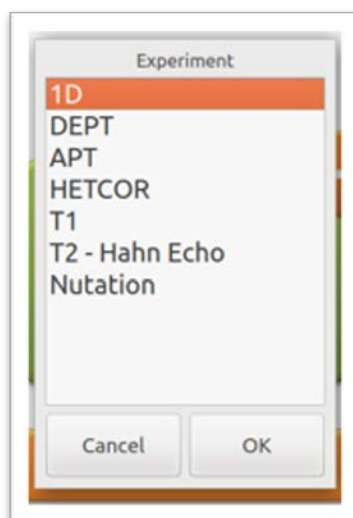 Experiment
1D
DEPT
APT
HETCOR
T1
T2 - Hahn Echo
Nutation
Cancel
OK